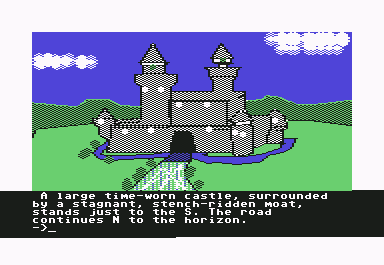 A large time-worn castle, surrounded
by a stagnant, stench-ridden moat,
stands just to the S. The road
continues N to the horizon.
->_